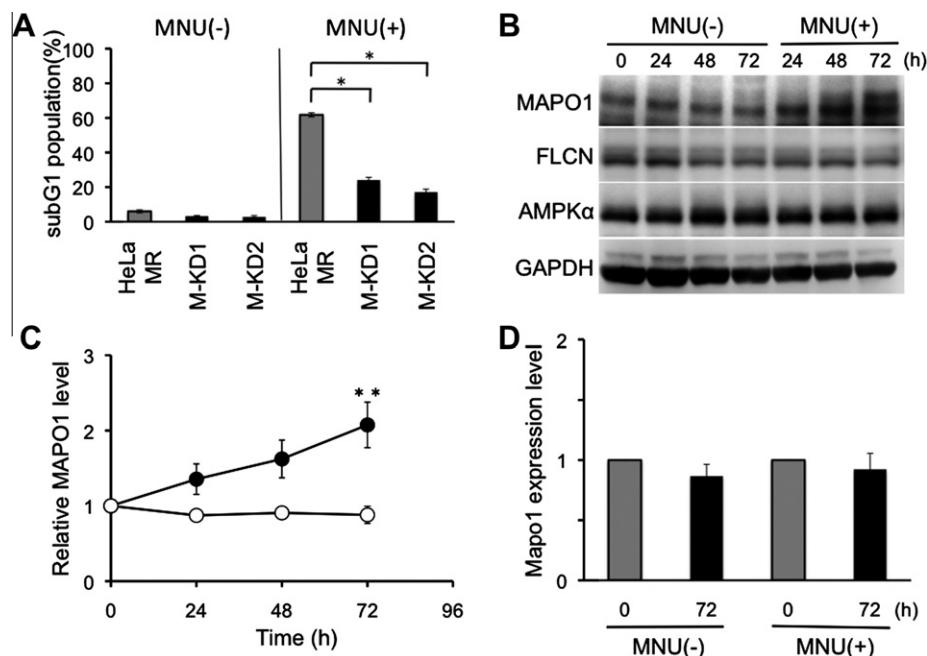 A
MNU(-) MNU(+)
subG1 population(%)
100
80
60
40
20
0
* *
HeLa MR
M-KD1
M-KD2
HeLa MR
M-KD1
M-KD2
B
MNU(-) MNU(+)
0 24 48 72 24 48 72 (h)
MAPO1
FLCN
AMPKα
GAPDH
C
Relative MAPO1 level
3
2
1
0
**
0 24 48 72 96
Time (h)
D
Mapo1 expression level
2
1
0
0 72 0 72 (h)
MNU(-) MNU(+)